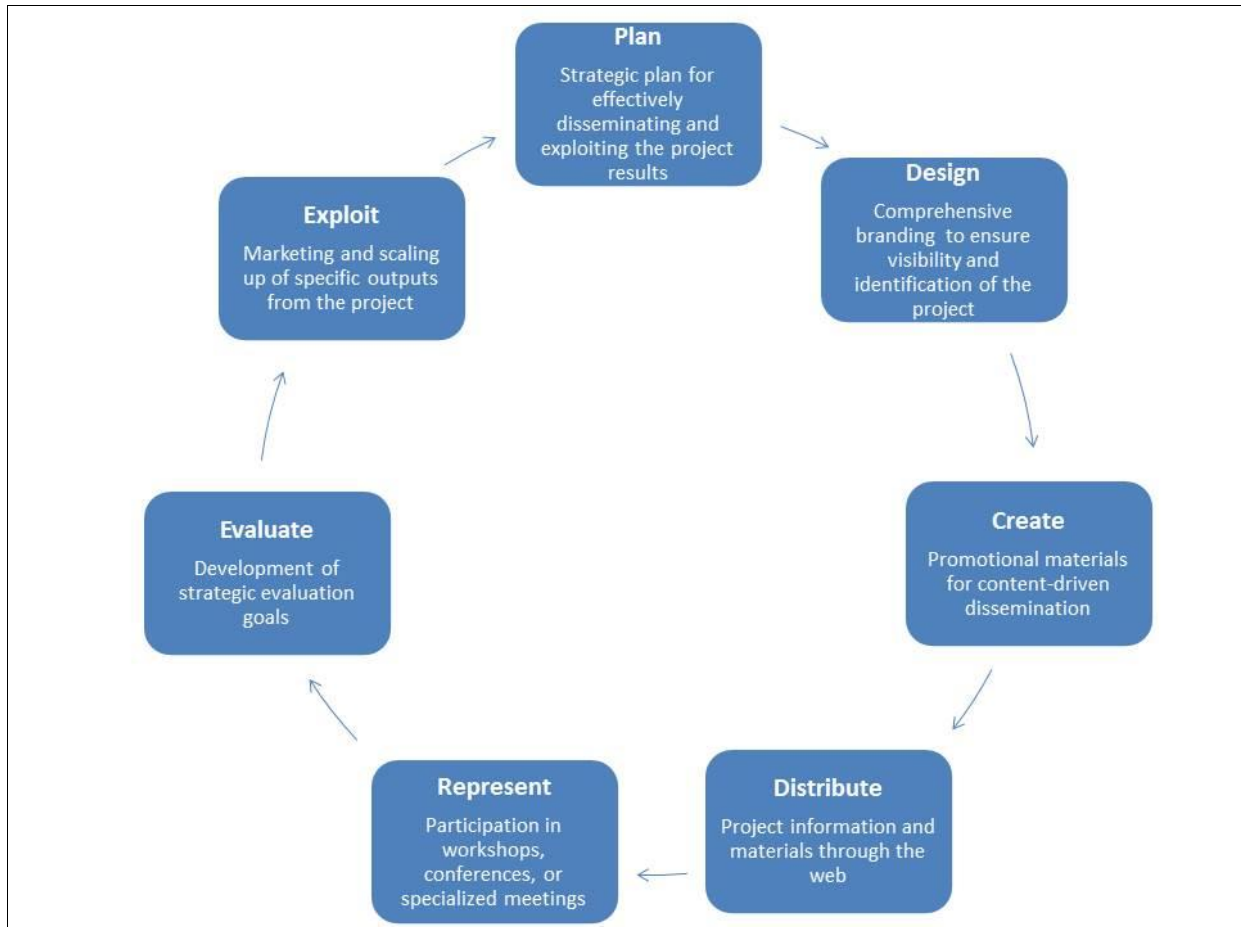 Plan
Strategic plan for
effectively
disseminating and
exploiting the project
results
Design
Comprehensive
branding to ensure
visibility and
identification of the
project
Create
Promotional materials
for content-driven
dissemination
Distribute
Project information and
materials through the
web
Represent
Participation in
workshops,
conferences, or
specialized meetings
Evaluate
Development of
strategic evaluation
goals
Exploit
Marketing and scaling
up of specific outputs
from the project